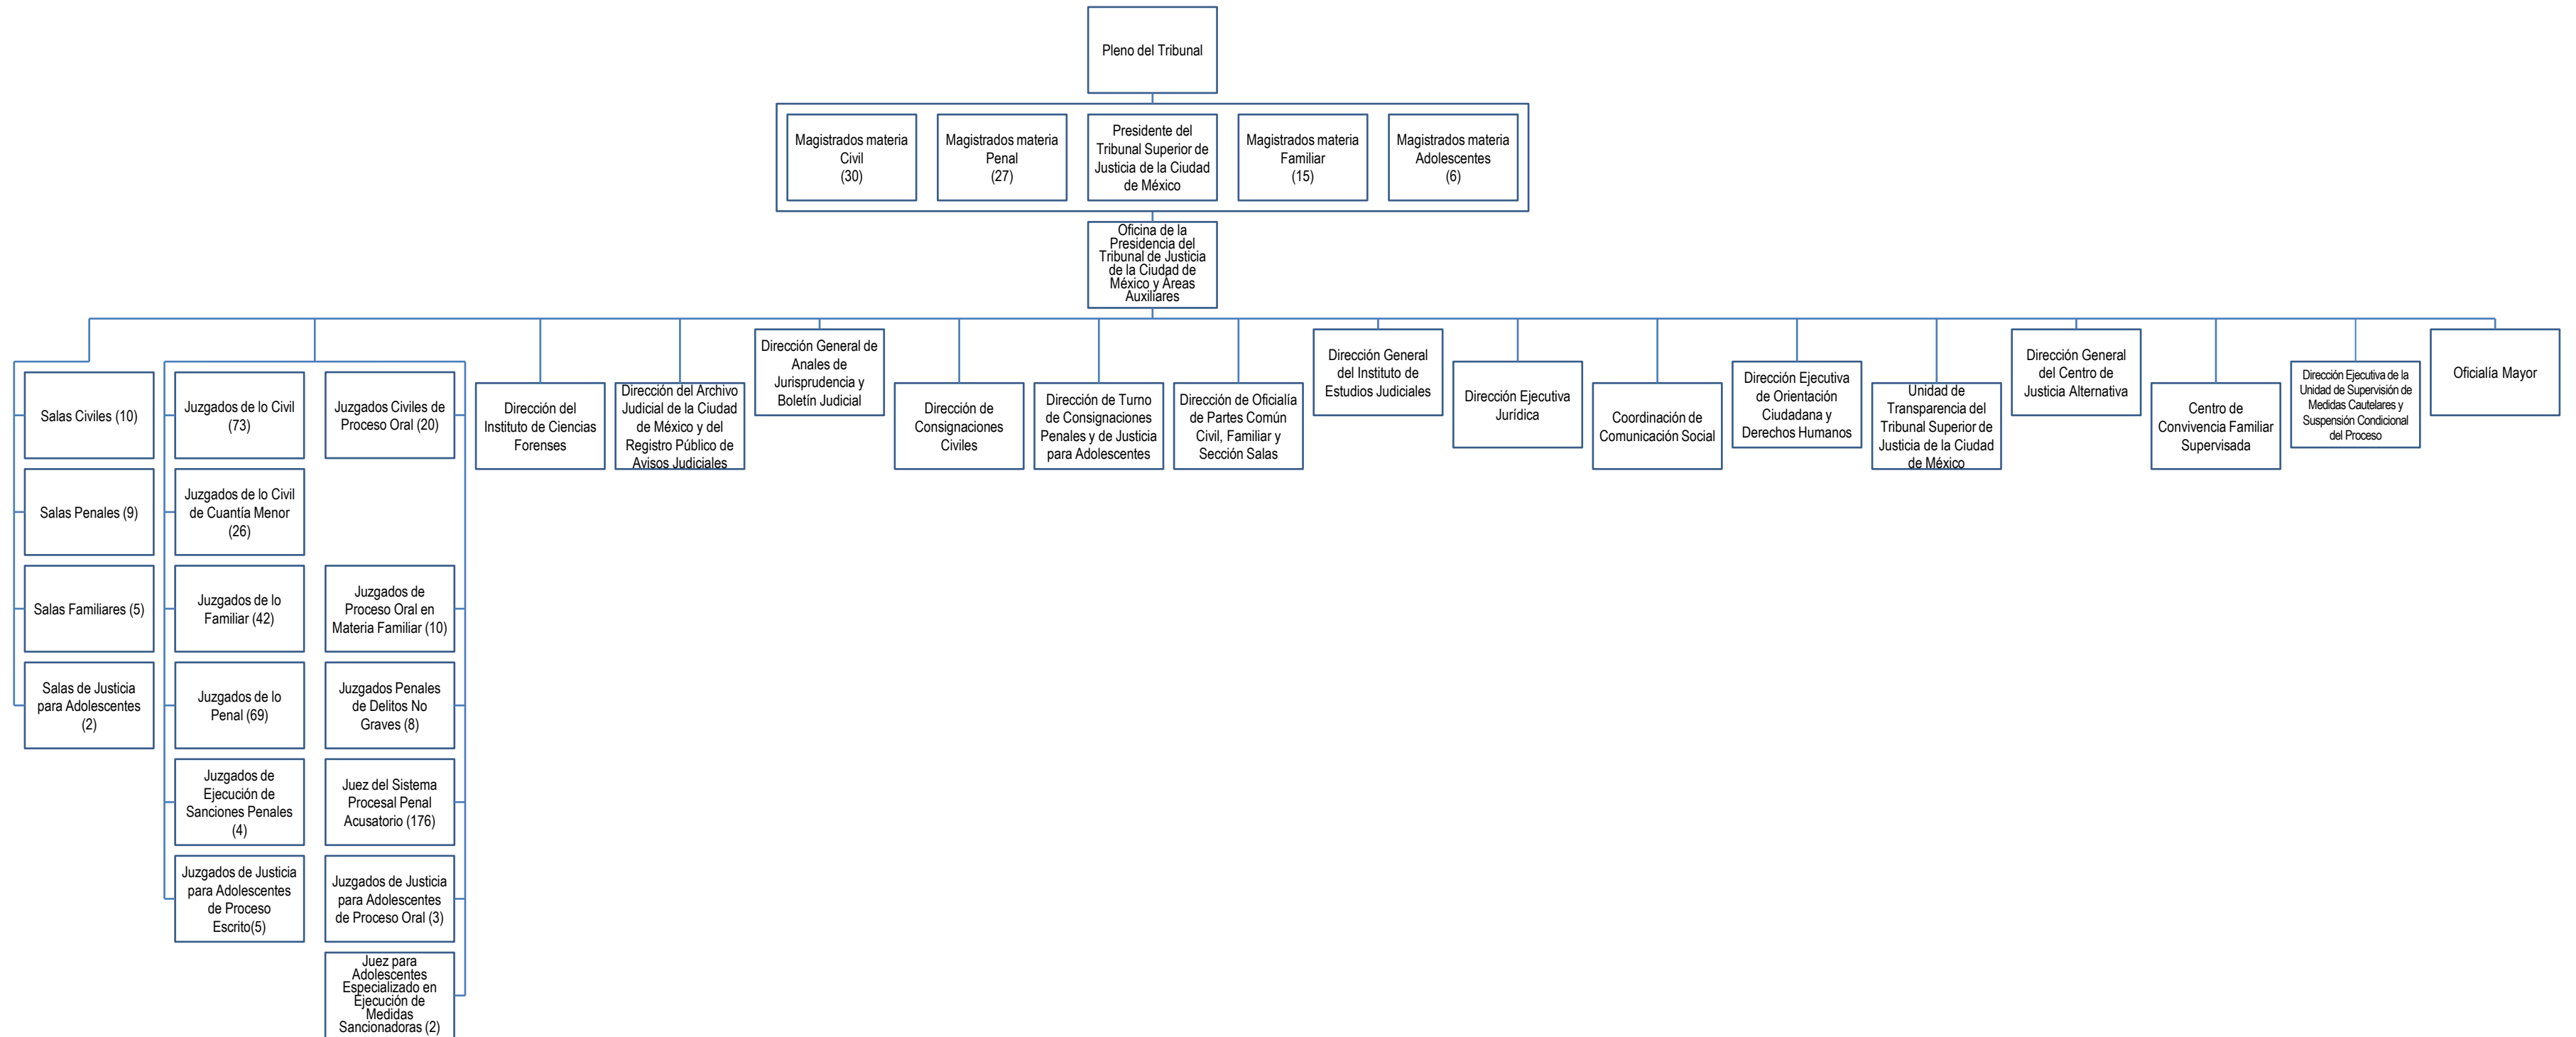 Pleno del Tribunal
Magistrados materia
Civil
(30)
Magistrados materia
Penal
(27)
Presidente del
Tribunal Superior de
Justicia de la Ciudad
de México
Magistrados materia
Familiar
(15)
Magistrados materia
Adolescentes
(6)
Oficina de la
Presidencia del
Tribunal de Justicia
de la Ciudad de
México y Áreas
Auxiliares
Salas Civiles (10)
Salas Penales (9)
Salas Familiares (5)
Salas de Justicia
para Adolescentes
(2)
Juzgados de lo Civil
(73)
Juzgados de lo Civil
de Cuantía Menor
(26)
Juzgados de lo
Familiar (42)
Juzgados de lo
Penal (69)
Juzgados de
Ejecución de
Sanciones Penales
(4)
Juzgados de Justicia
para Adolescentes
de Proceso
Escrito(5)
Juzgados Civiles de
Proceso Oral (20)
Juzgados de
Proceso Oral en
Materia Familiar (10)
Juzgados Penales
de Delitos No
Graves (8)
Juez del Sistema
Procesal Penal
Acusatorio (176)
Juzgados de Justicia
para Adolescentes
de Proceso Oral (3)
Juez para
Adolescentes
Especializado en
Ejecución de
Medidas
Sancionadoras (2)
Dirección del
Instituto de Ciencias
Forenses
Dirección del Archivo
Judicial de la Ciudad
de México y del
Registro Público de
Avisos Judiciales
Dirección General de
Anales de
Jurisprudencia y
Boletín Judicial
Dirección de
Consignaciones
Civiles
Dirección de Turno
de Consignaciones
Penales y de Justicia
para Adolescentes
Dirección de Oficialía
de Partes Común
Civil, Familiar y
Sección Salas
Dirección General
del Instituto de
Estudios Judiciales
Dirección Ejecutiva
Jurídica
Coordinación de
Comunicación Social
Dirección Ejecutiva
de Orientación
Ciudadana y
Derechos Humanos
Unidad de
Transparencia del
Tribunal Superior de
Justicia de la Ciudad
de México
Dirección General
del Centro de
Justicia Alternativa
Centro de
Convivencia Familiar
Supervisada
Dirección Ejecutiva de la
Unidad de Supervisión de
Medidas Cautelares y
Suspensión Condicional
del Proceso
Oficialía Mayor